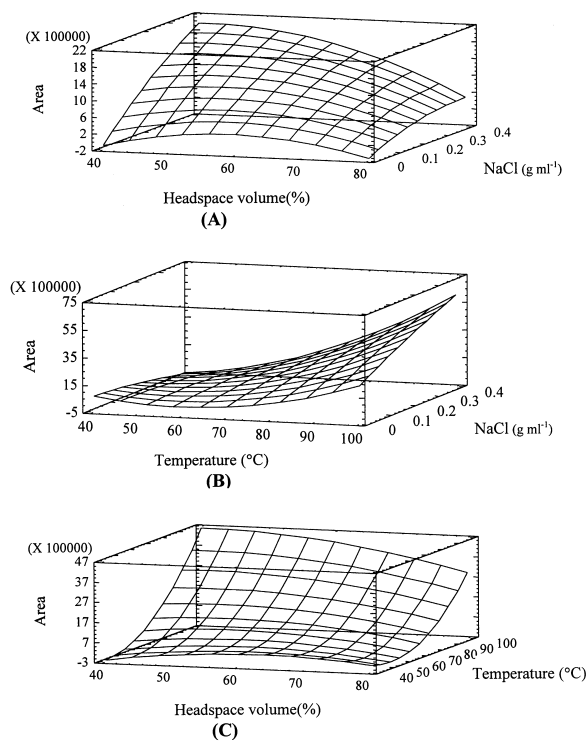 (X 100000)
22
18
14
10
6
2
-2
Area
40 50 60 70 80
0 0.1 0.2 0.3 0.4
Headspace volume(%)
NaCl (g ml-1)
(A)
(X 100000)
75
55
35
15
-5
Area
40 50 60 70 80 90 100
0 0.1 0.2 0.3 0.4
Temperature (°C)
NaCl (g ml-1)
(B)
(X 100000)
47
37
27
17
7
-3
Area
40 50 60 70 80
40 50 60 70 80 90 100
Headspace volume(%)
Temperature (°C)
(C)